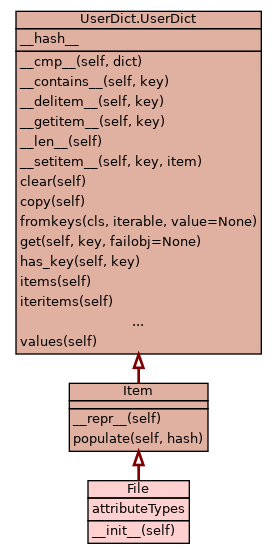 UserDict.UserDict
__hash__
__cmp__(self, dict)
__contains__(self, key)
__delitem__(self, key)
__getitem__(self, key)
__len__(self)
__setitem__(self, key, item)
clear(self)
copy(self)
fromkeys(cls, iterable, value=None)
get(self, key, failobj=None)
has_key(self, key)
items(self)
iteritems(self)
...
values(self)
Item
__repr__(self)
populate(self, hash)
File
attributeTypes
__init__(self)